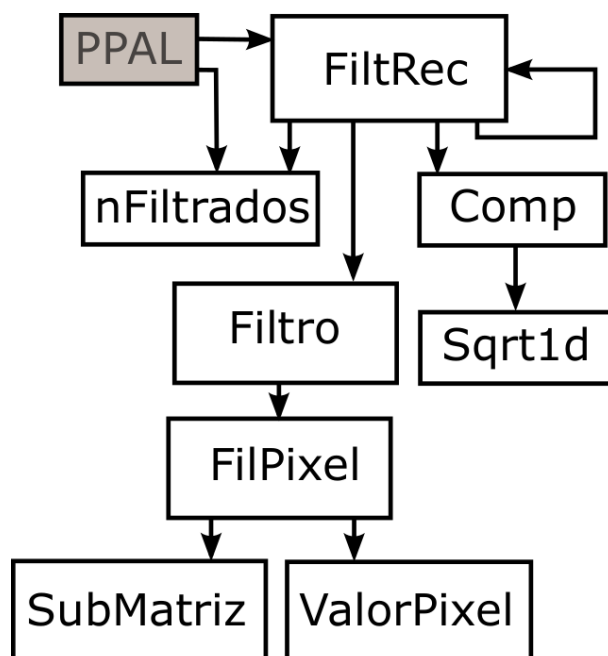 PPAL
FiltRec
nFiltrados
Comp
Filtro
Sqrt1d
FilPixel
SubMatriz
ValorPixel